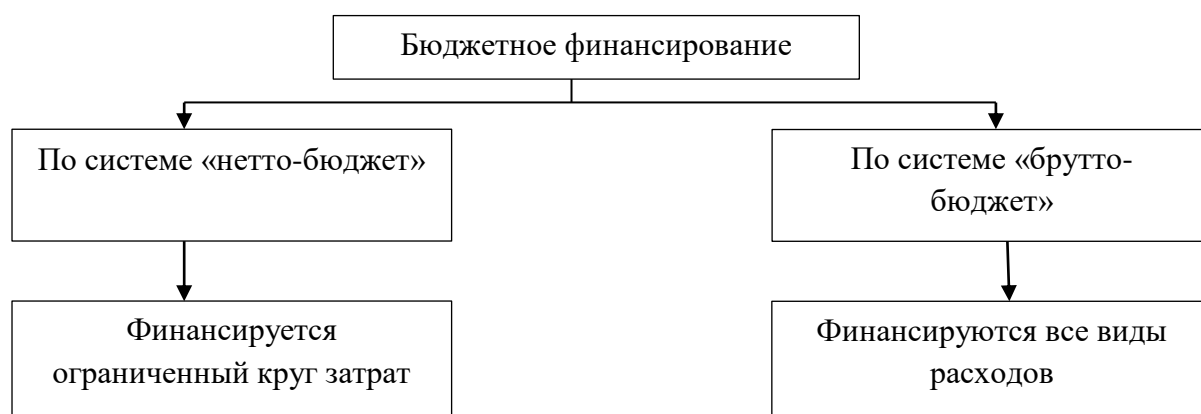 Бюджетное финансирование
По системе «нетто-бюджет»
По системе «брутто-
бюджет»
Финансируется
ограниченный круг затрат
Финансируются все виды
расходов